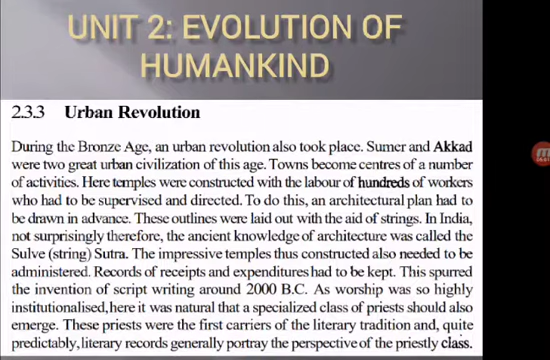 UNIT 2: EVOLUTION OF
HUMANKIND
2.3.3 Urban Revolution
During the Bronze Age, an urban revolution also took place. Sumer and Akkad
were two great urban civilization of this age. Towns become centres of a number
of activities. Here temples were constructed with the labour of hundreds of workers
who had to be supervised and directed. To do this, an architectural plan had to
be drawn in advance. These outlines were laid out with the aid of strings. In India,
not surprisingly therefore, the ancient knowledge of architecture was called the
Sulve (string) Sutra. The impressive temples thus constructed also needed to be
administered. Records of receipts and expenditures had to be kept. This spurred
the invention of script writing around 2000 B.C. As worship was so highly
institutionalised, here it was natural that a specialized class of priests should also
emerge. These priests were the first carriers of the literary tradition and, quite
predictably, literary records generally portray the perspective of the priestly class.